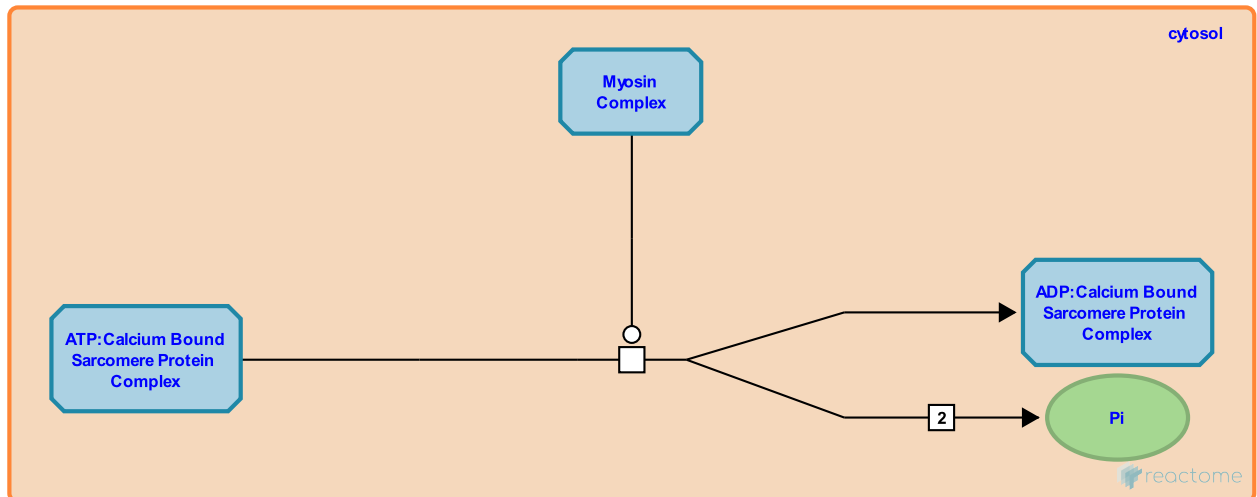 cytosol
Myosin
Complex
ADP:Calcium Bound
Sarcomere Protein
Complex
ATP:Calcium Bound
Sarcomere Protein
Complex
2
Pi
reactome